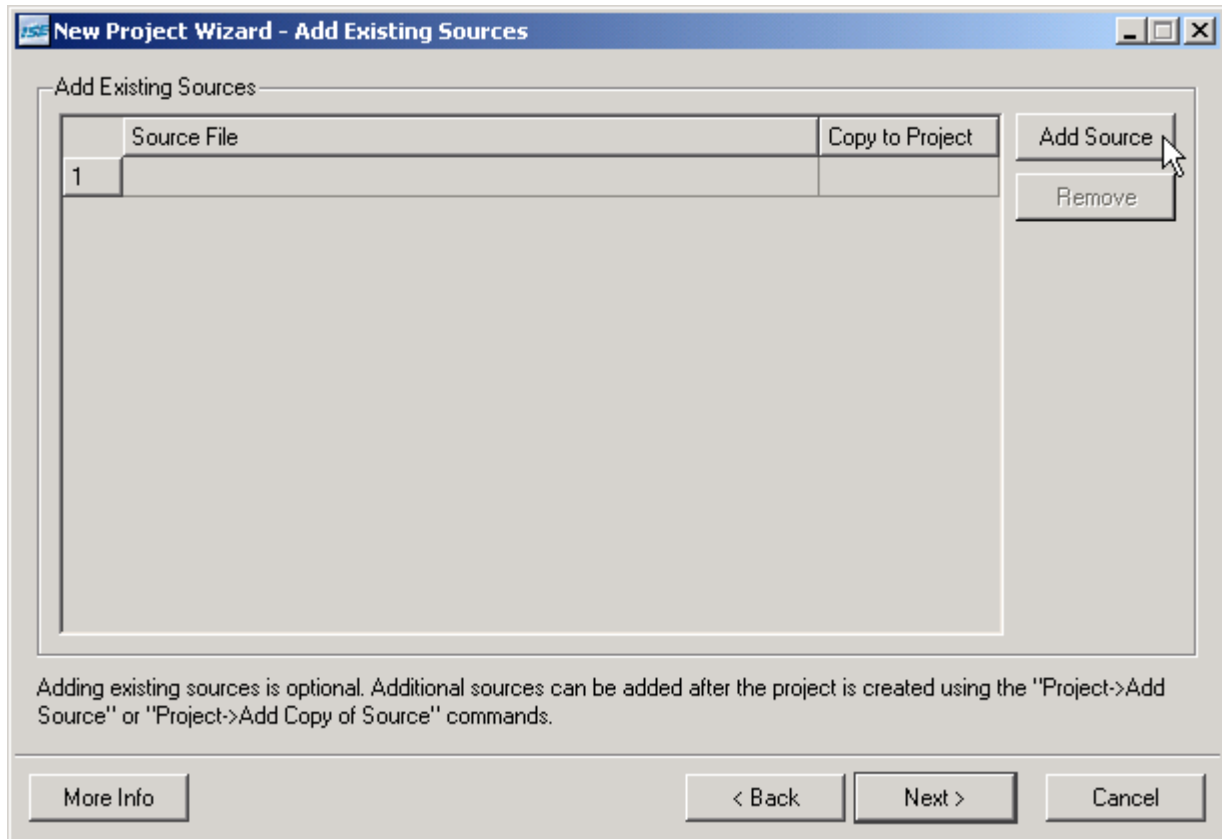 ISE New Project Wizard - Add Existing Sources
Add Existing Sources
Source File Copy to Project
1
Add Source
Remove
Adding existing sources is optional. Additional sources can be added after the project is created using the "Project->Add
Source" or "Project->Add Copy of Source" commands.
More Info < Back Next > Cancel